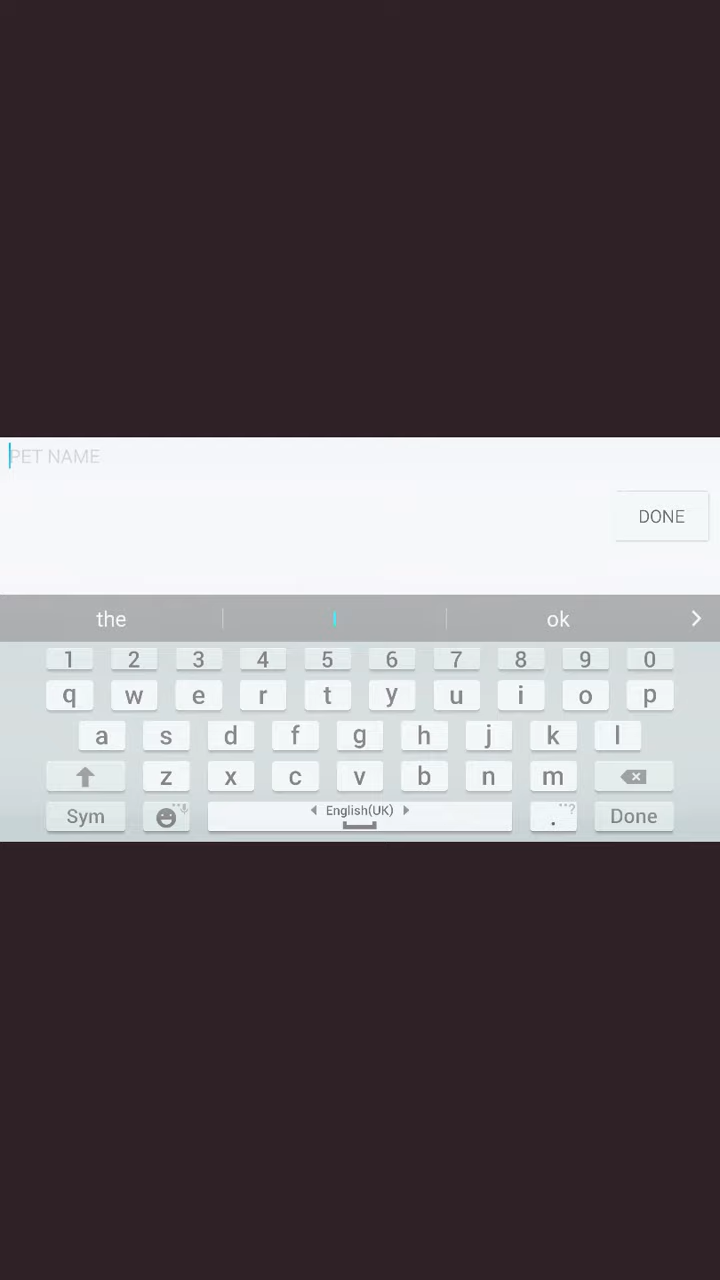 PET NAME
DONE
the I ok
1 2 3 4 5 6 7 8 9 0
q w e r t y u i o p
a s d f g h j k l
z x c v b n m
Sym English(UK) . ? Done